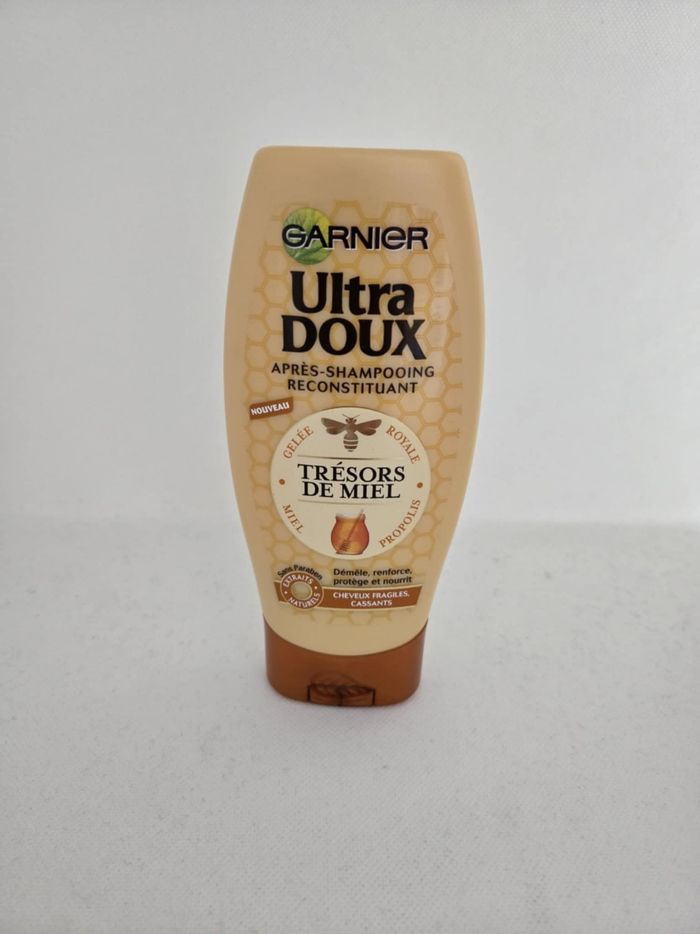 GARNIER
Ultra
DOUX
APRÈS-SHAMPOOING
RECONSTITUANT
NOUVEAU
GELÉE ROYALE
TRÉSORS
DE MIEL
MIEL PROPOLIS
Sans Paraben
EXTRAITS
NATURELS
Démêle, renforce,
protège et nourrit
CHEVEUX FRAGILES,
CASSANTS